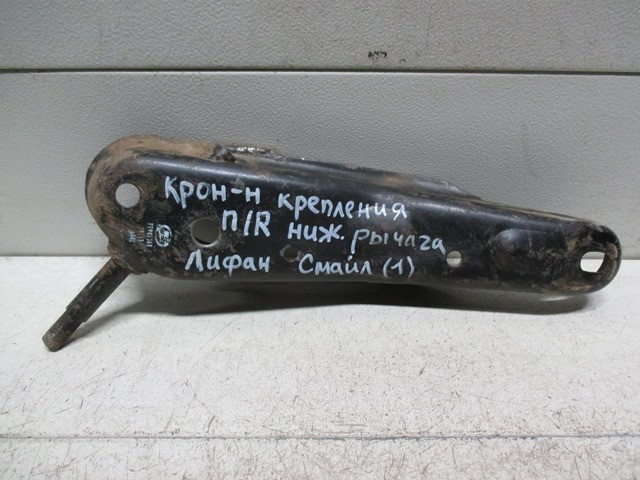 Крон-н крепления
П/R ниж. рычага
Лифан Смайл (1)